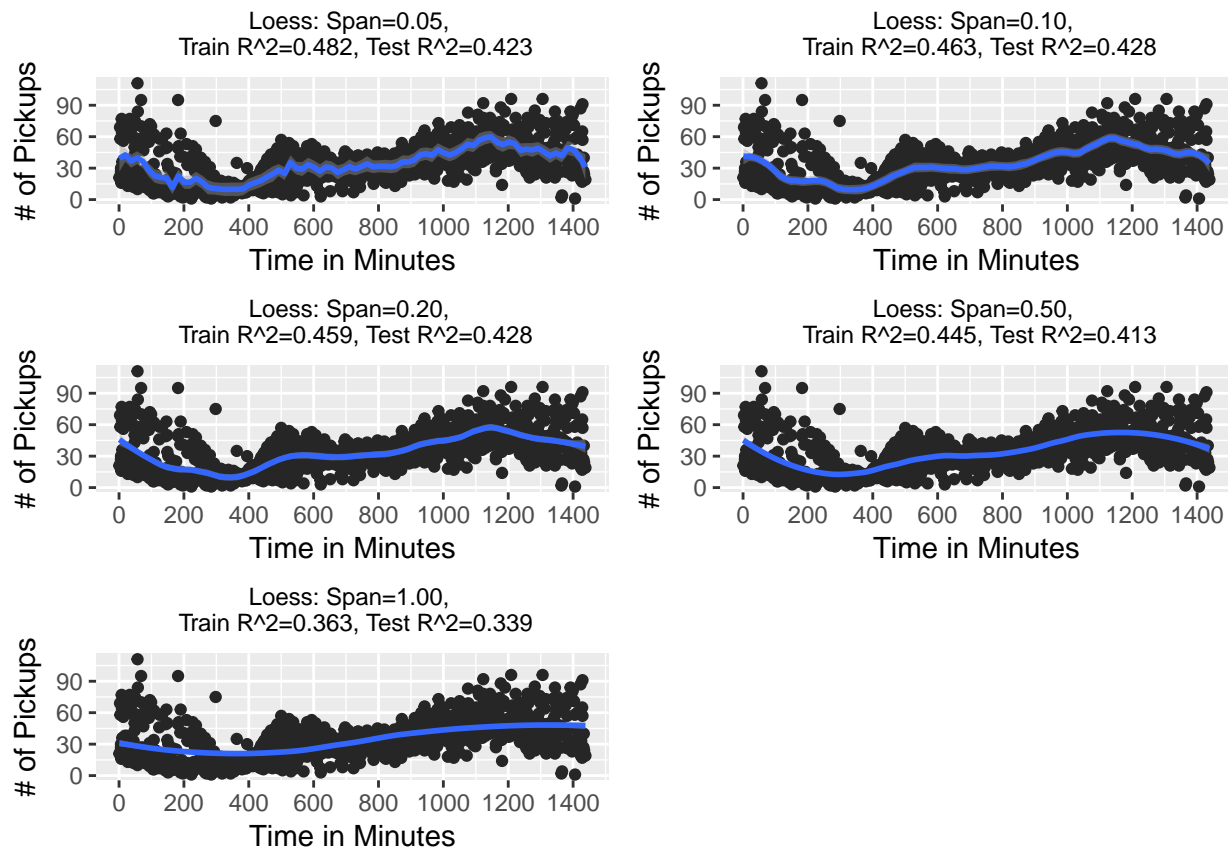 Loess: Span=0.05,
Train R^2=0.482, Test R^2=0.423
# of Pickups
90
60
30
0
0 200 400 600 800 1000 1200 1400
Time in Minutes
Loess: Span=0.10,
Train R^2=0.463, Test R^2=0.428
# of Pickups
90
60
30
0
0 200 400 600 800 1000 1200 1400
Time in Minutes
Loess: Span=0.20,
Train R^2=0.459, Test R^2=0.428
# of Pickups
90
60
30
0
0 200 400 600 800 1000 1200 1400
Time in Minutes
Loess: Span=0.50,
Train R^2=0.445, Test R^2=0.413
# of Pickups
90
60
30
0
0 200 400 600 800 1000 1200 1400
Time in Minutes
Loess: Span=1.00,
Train R^2=0.363, Test R^2=0.339
# of Pickups
90
60
30
0
0 200 400 600 800 1000 1200 1400
Time in Minutes